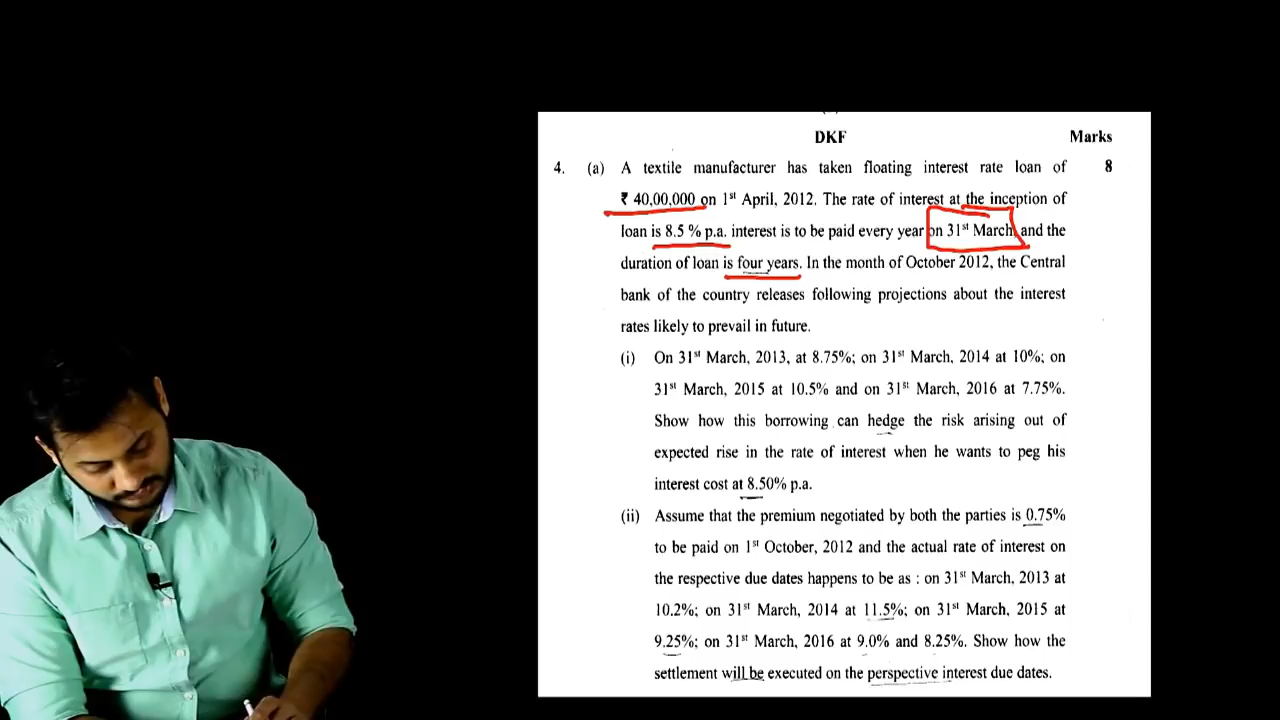 DKF Marks
4. (a) A textile manufacturer has taken floating interest rate loan of 8
₹ 40,00,000 on 1st April, 2012. The rate of interest at the inception of
loan is 8.5 % p.a. interest is to be paid every year on 31st March, and the
duration of loan is four years. In the month of October 2012, the Central
bank of the country releases following projections about the interest
rates likely to prevail in future.
(i) On 31st March, 2013, at 8.75%; on 31st March, 2014 at 10%; on
31st March, 2015 at 10.5% and on 31st March, 2016 at 7.75%.
Show how this borrowing can hedge the risk arising out of
expected rise in the rate of interest when he wants to peg his
interest cost at 8.50% p.a.
(ii) Assume that the premium negotiated by both the parties is 0.75%
to be paid on 1st October, 2012 and the actual rate of interest on
the respective due dates happens to be as : on 31st March, 2013 at
10.2%; on 31st March, 2014 at 11.5%; on 31st March, 2015 at
9.25%; on 31st March, 2016 at 9.0% and 8.25%. Show how the
settlement will be executed on the perspective interest due dates.